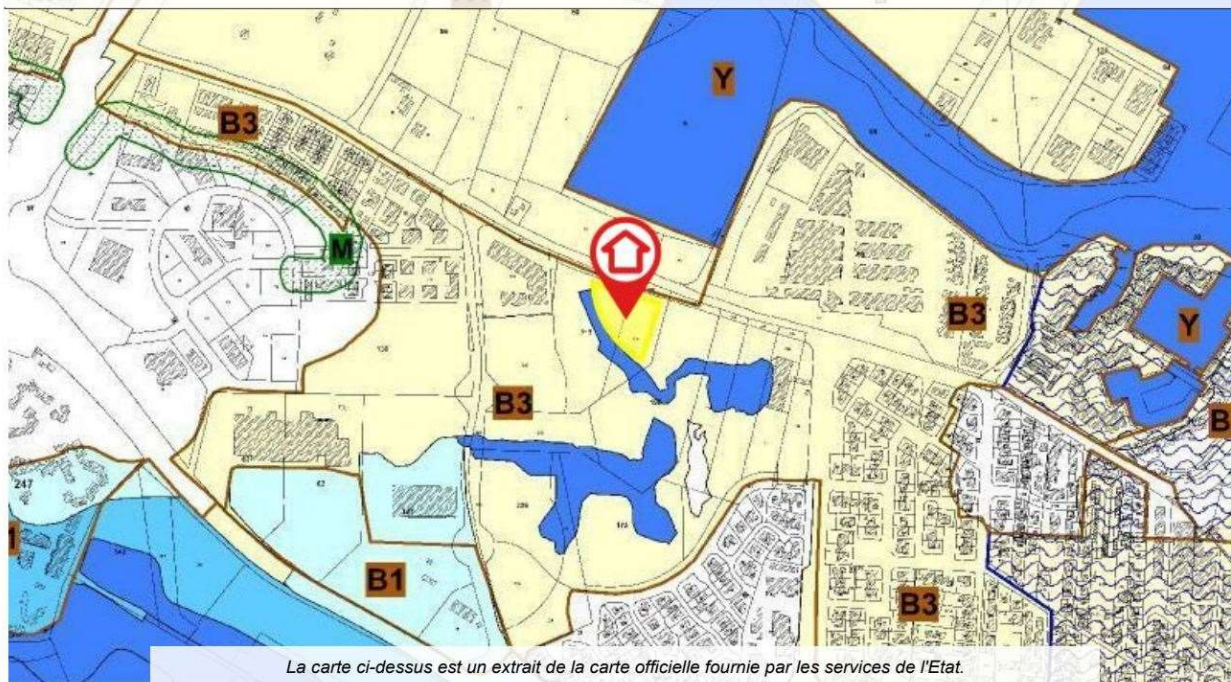 Y
B3
M
B3
Y
B3
B
247
1
B1
B3
La carte ci-dessus est un extrait de la carte officielle fournie par les services de l'Etat.